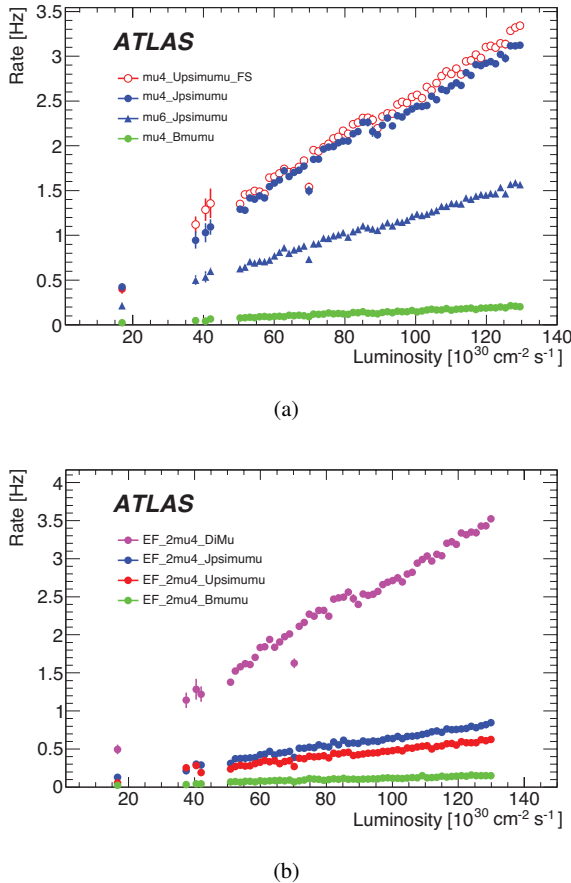 Rate [Hz]
3.5
3
2.5
2
1.5
1
0.5
0
ATLAS
mu4_Upsimumu_FS
mu4_Jpsimumu
mu6_Jpsimumu
mu4_Bmumu
20 40 60 80 100 120 140
Luminosity [10³⁰ cm⁻² s⁻¹]
(a)
Rate [Hz]
4
3.5
3
2.5
2
1.5
1
0.5
0
ATLAS
EF_2mu4_DiMu
EF_2mu4_Jpsimumu
EF_2mu4_Upsimumu
EF_2mu4_Bmumu
20 40 60 80 100 120 140
Luminosity [10³⁰ cm⁻² s⁻¹]
(b)